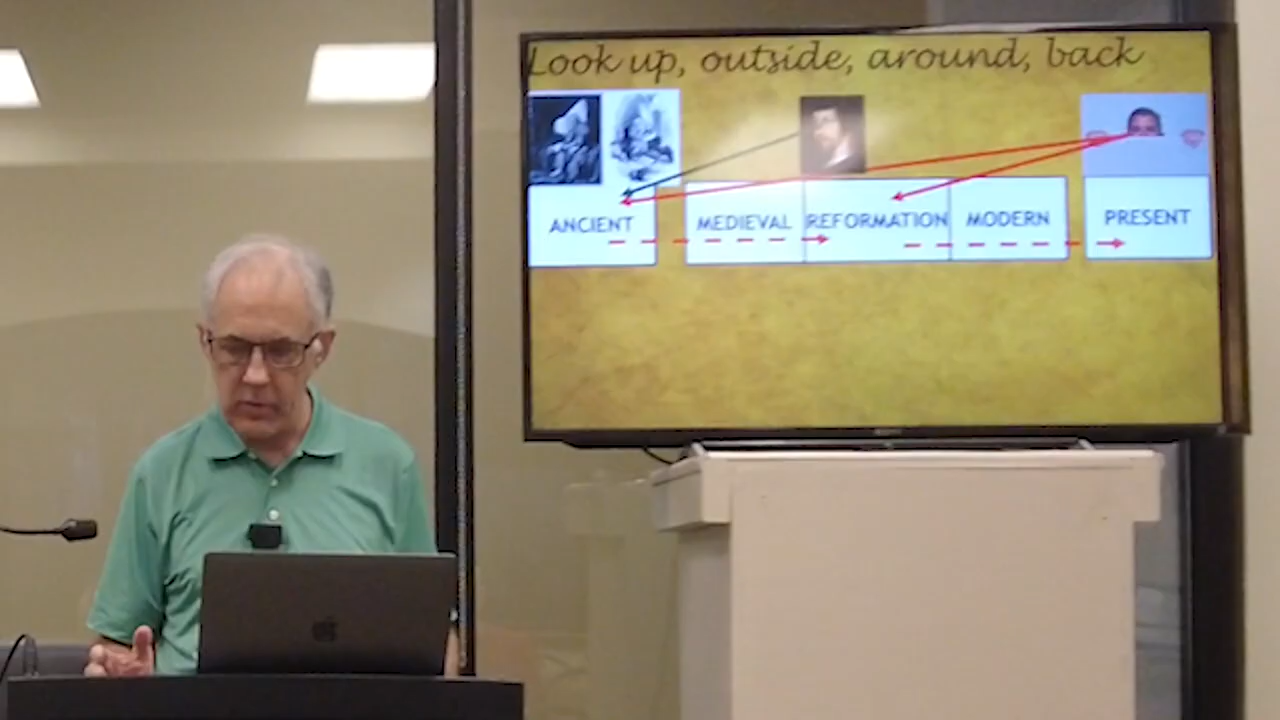 Look up, outside, around, back
ANCIENT MEDIEVAL REFORMATION MODERN PRESENT